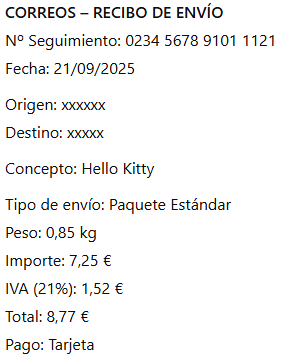 CORREOS – RECIBO DE ENVÍO
Nº Seguimiento: 0234 5678 9101 1121
Fecha: 21/09/2025
Origen: xxxxxx
Destino: xxxxx
Concepto: Hello Kitty
Tipo de envío: Paquete Estándar
Peso: 0,85 kg
Importe: 7,25 €
IVA (21%): 1,52 €
Total: 8,77 €
Pago: Tarjeta